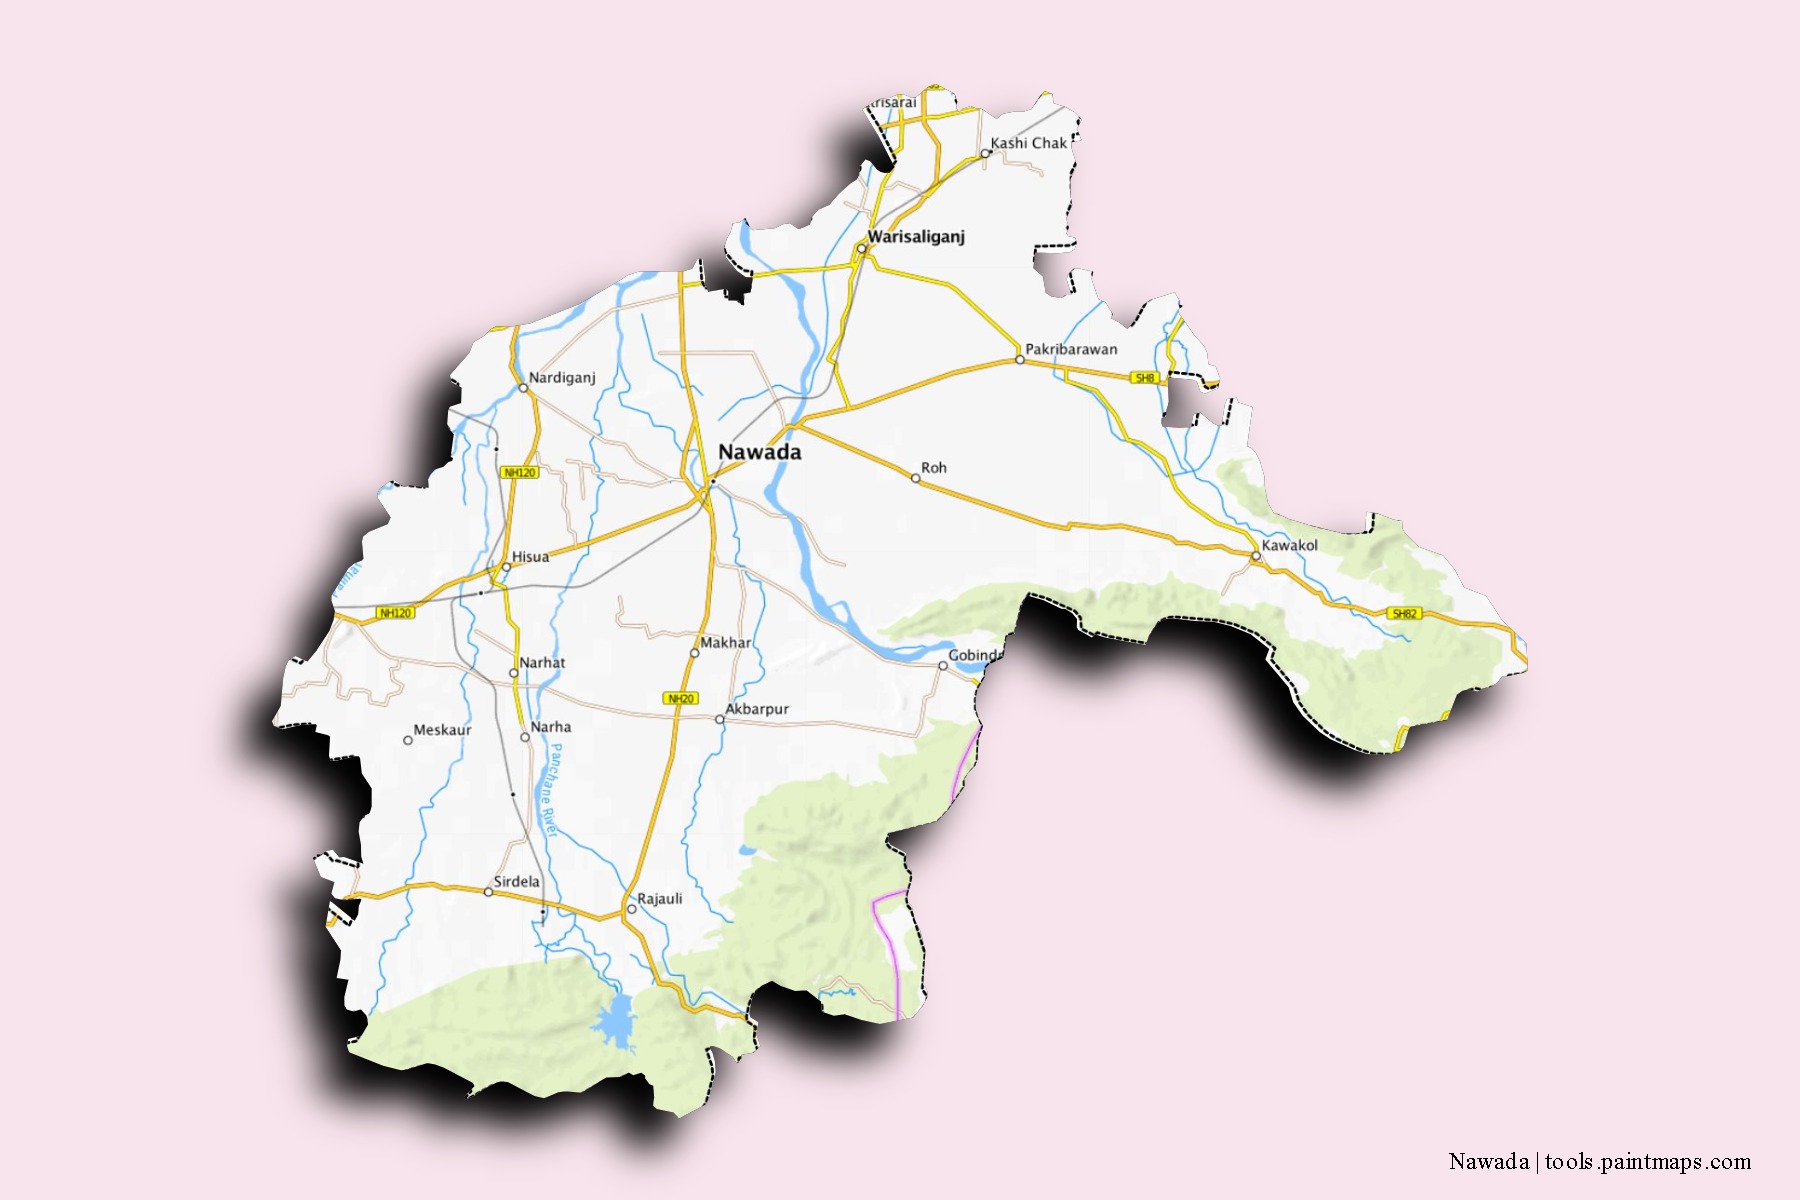 trisarai
Kashi Chak
Warisaliganj
Pakribarawan
Nardiganj
SH8
Nawada
Roh
NH120
Kawakol
Hisua
NH120
SH82
Makhar
Gobind
Narhat
NH20
Akbarpur
Meskaur
Narha
Panchane River
Sirdela
Rajauli
Nawada | tools.paintmaps.com